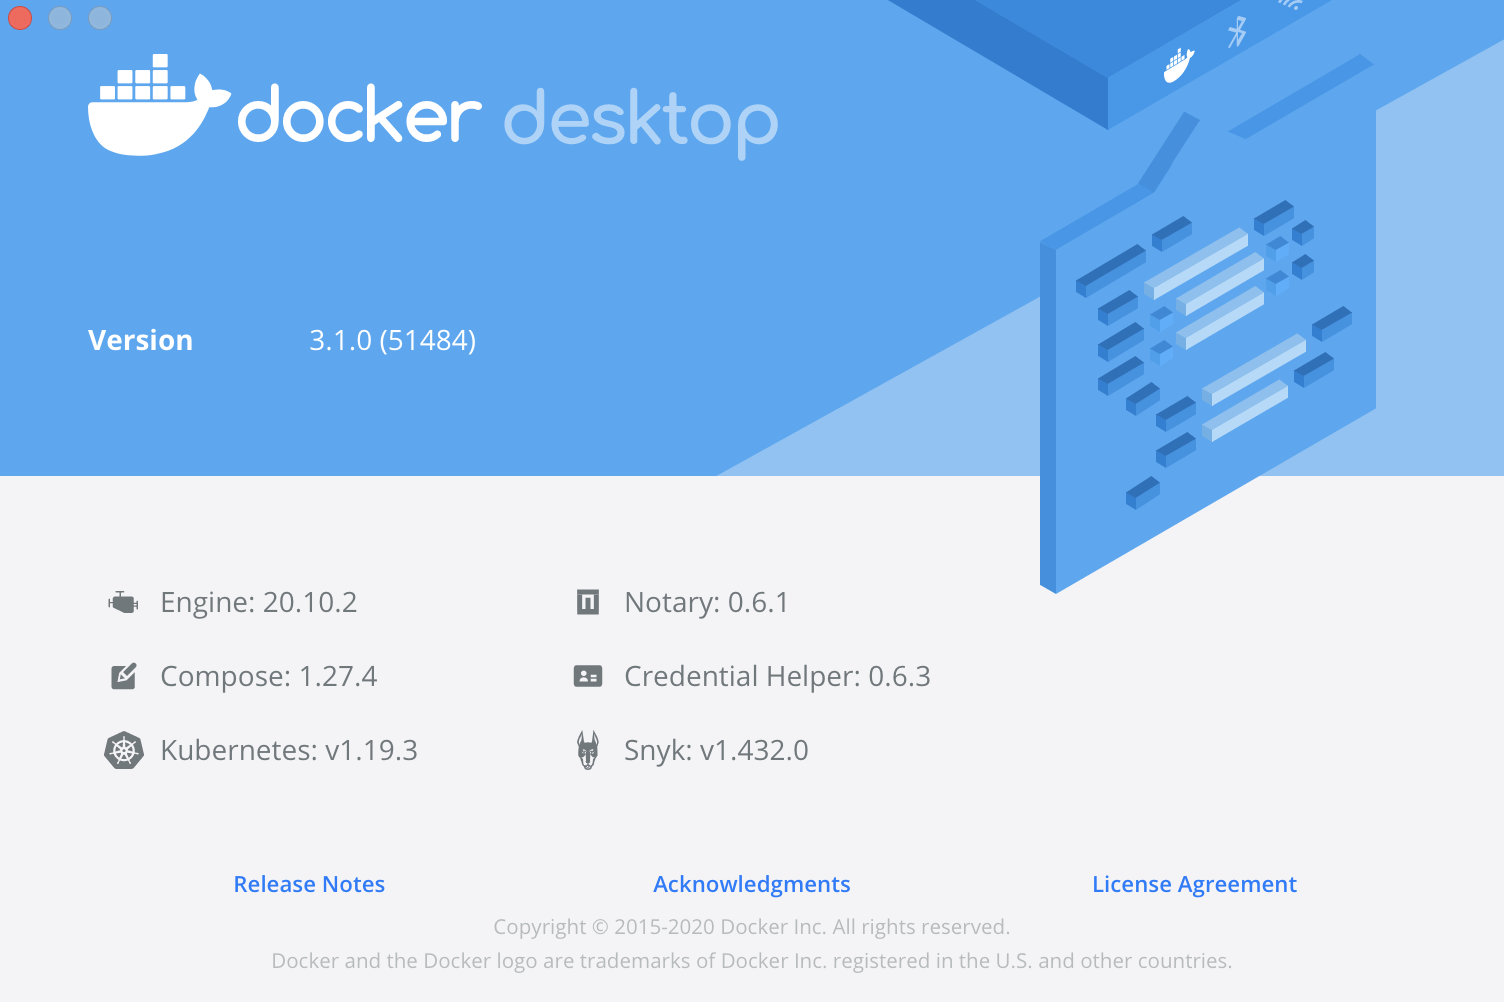 docker desktop
Version 3.1.0 (51484)
Engine: 20.10.2
Notary: 0.6.1
Compose: 1.27.4
Credential Helper: 0.6.3
Kubernetes: v1.19.3
Snyk: v1.432.0
Release Notes
Acknowledgments
License Agreement
Copyright © 2015-2020 Docker Inc. All rights reserved.
Docker and the Docker logo are trademarks of Docker Inc. registered in the U.S. and other countries.